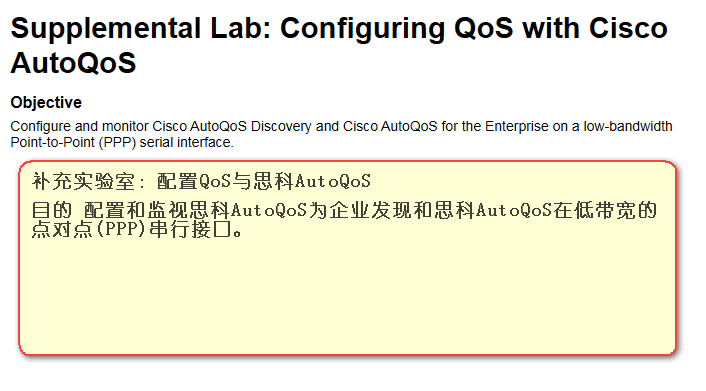 Supplemental Lab: Configuring QoS with Cisco
AutoQoS
Objective
Configure and monitor Cisco AutoQoS Discovery and Cisco AutoQoS for the Enterprise on a low-bandwidth
Point-to-Point (PPP) serial interface.
补充实验室: 配置QoS与思科AutoQoS
目的 配置和监视思科AutoQoS为企业发现和思科AutoQoS在低带宽的
点对点(PPP)串行接口。